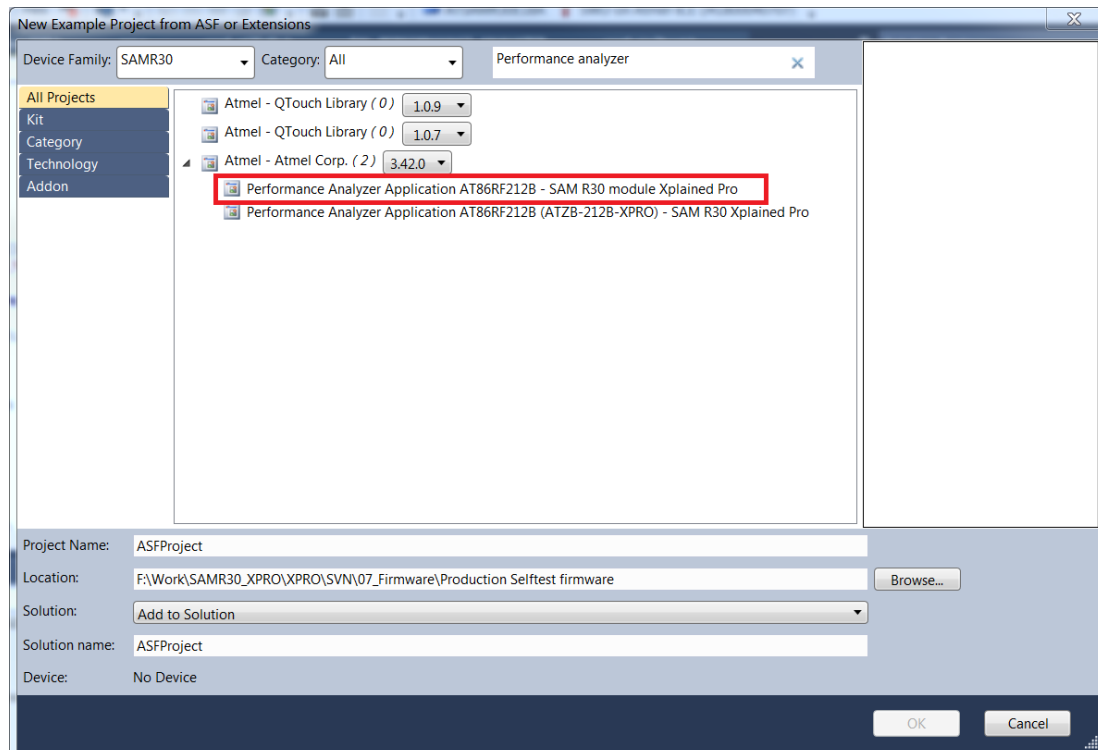 New Example Project from ASF or Extensions
Device Family: SAMR30 Category: All Performance analyzer
All Projects
Kit
Category
Technology
Addon
Atmel - QTouch Library (0) 1.0.9
Atmel - QTouch Library (0) 1.0.7
Atmel - Atmel Corp. (2) 3.42.0
Performance Analyzer Application AT86RF212B - SAM R30 module Xplained Pro
Performance Analyzer Application AT86RF212B (ATZB-212B-XPRO) - SAM R30 Xplained Pro
Project Name: ASFProject
Location: F:\Work\SAMR30_XPRO\XPRO\SVN\07_Firmware\Production Selftest firmware Browse...
Solution: Add to Solution
Solution name: ASFProject
Device: No Device
OK Cancel